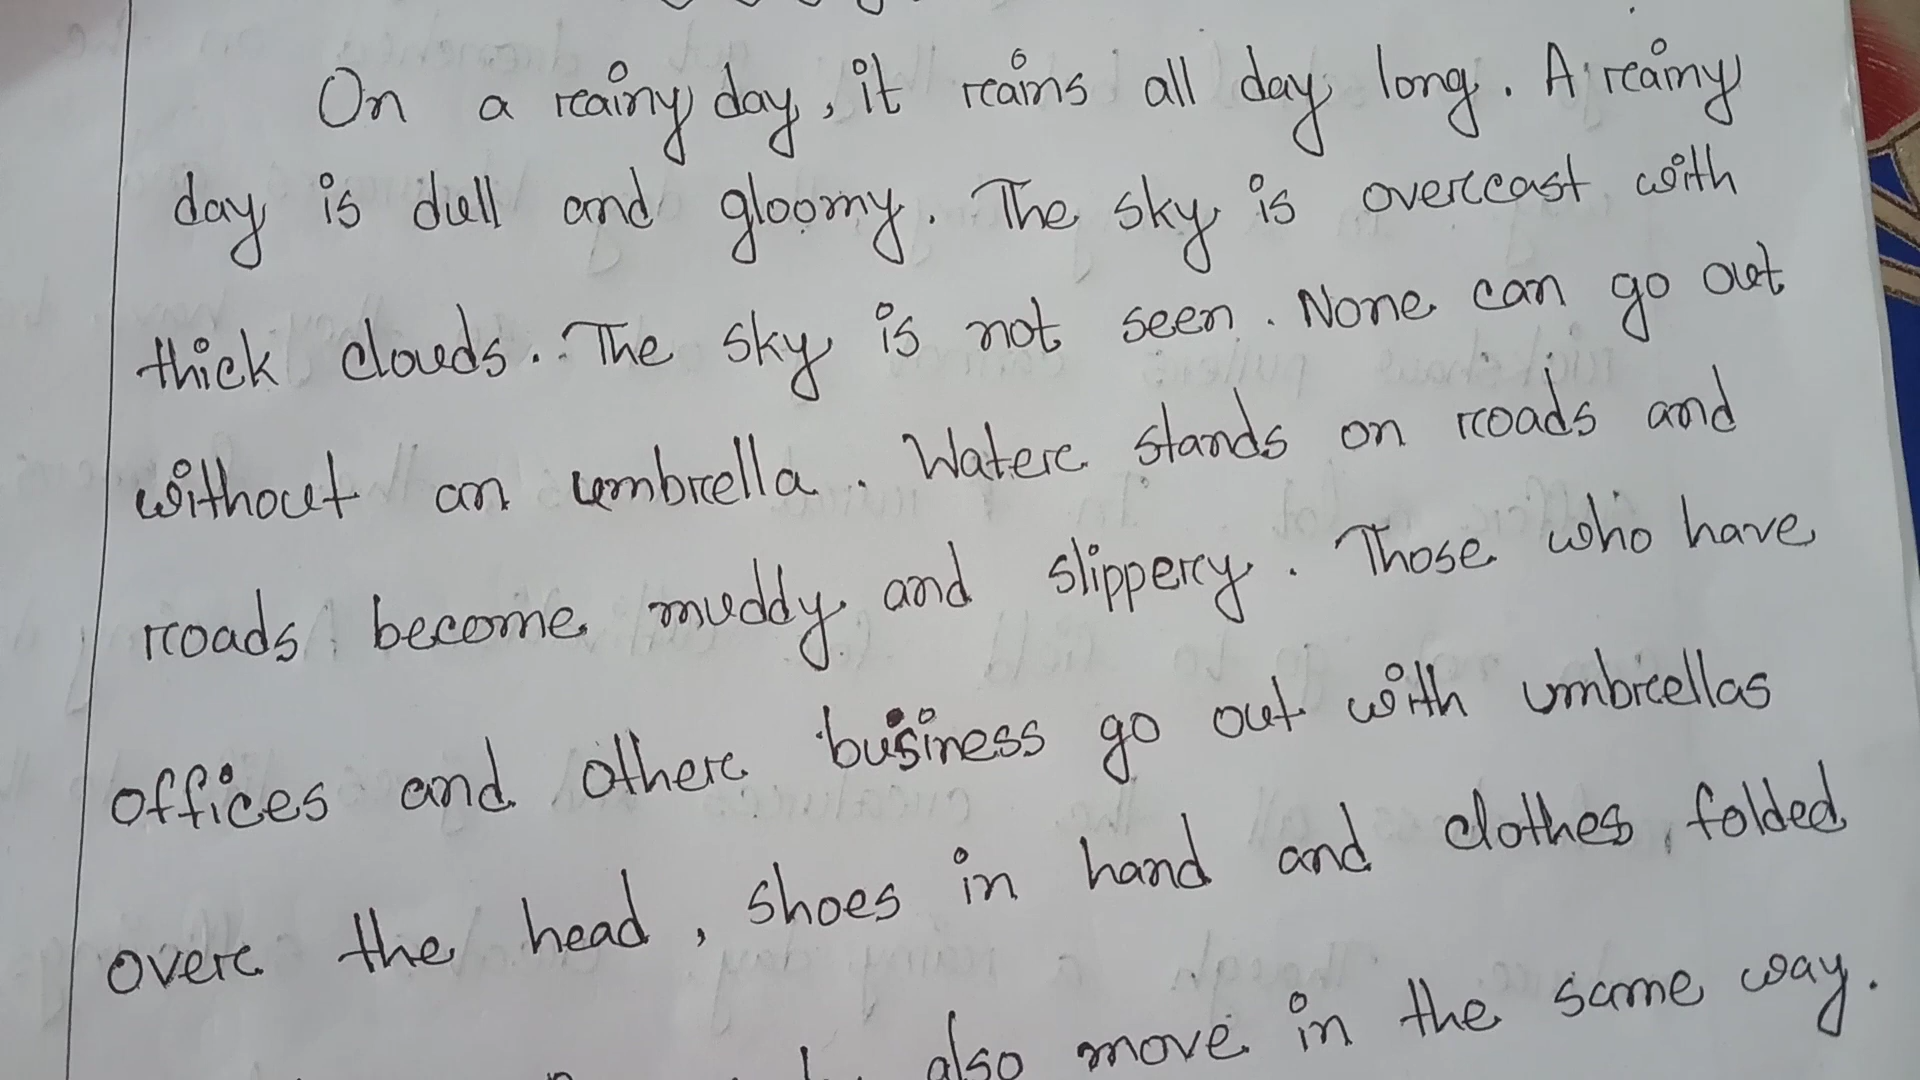 On a rainy day, it rains all day long. A rainy
day is dull and gloomy. The sky is overcast with
thick clouds. The sky is not seen. None can go out
without an umbrella. Water stands on roads and
roads become muddy and slippery. Those who have
offices and other business go out with umbrellas
over the head, shoes in hand and clothes folded
also move in the same way.